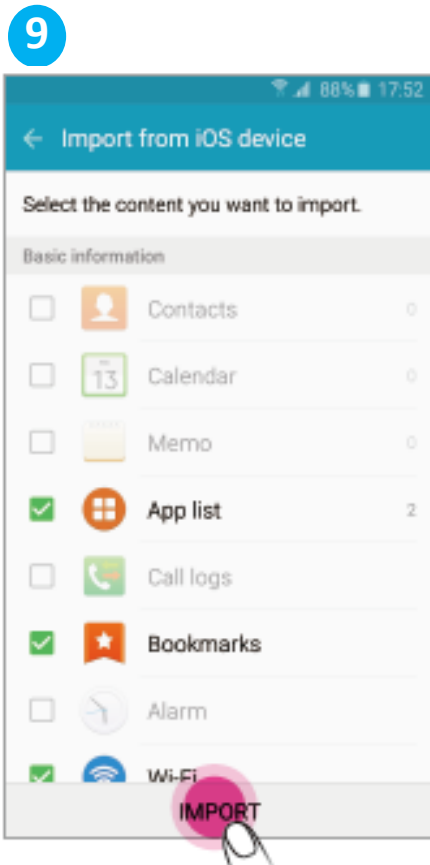 9
88% 17:52
Import from iOS device
Select the content you want to import.
Basic information
Contacts 0
13 Calendar 0
Memo 0
App list 2
Call logs
Bookmarks
Alarm
Wi-Fi
IMPORT